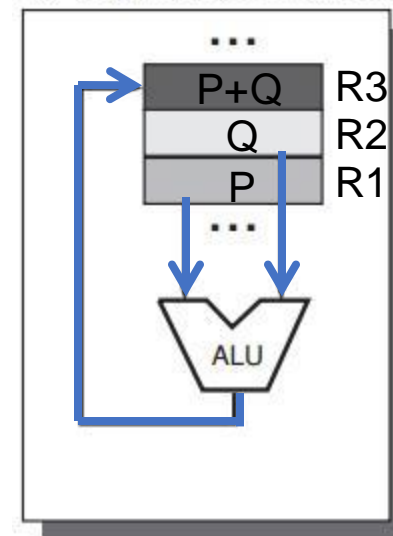 ...
P+Q R3
Q R2
P R1
...
ALU